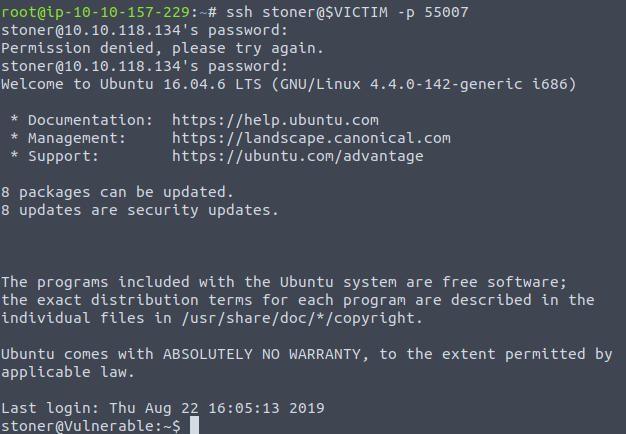 root@ip-10-10-157-229:~# ssh stoner@$VICTIM -p 55007
stoner@10.10.118.134's password:
Permission denied, please try again.
stoner@10.10.118.134's password:
Welcome to Ubuntu 16.04.6 LTS (GNU/Linux 4.4.0-142-generic i686)

 * Documentation:  https://help.ubuntu.com
 * Management:     https://landscape.canonical.com
 * Support:        https://ubuntu.com/advantage

8 packages can be updated.
8 updates are security updates.



The programs included with the Ubuntu system are free software;
the exact distribution terms for each program are described in the
individual files in /usr/share/doc/*/copyright.

Ubuntu comes with ABSOLUTELY NO WARRANTY, to the extent permitted by
applicable law.

Last login: Thu Aug 22 16:05:13 2019
stoner@Vulnerable:~$